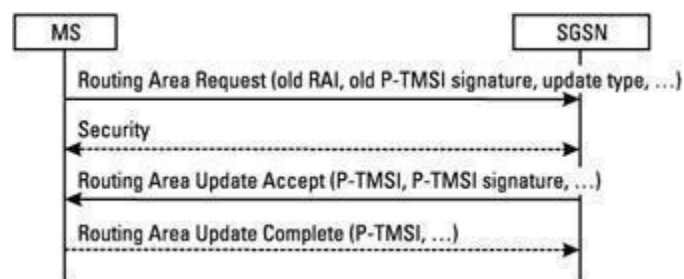 MS SGSN
Routing Area Request (old RAI, old P-TMSI signature, update type, …)
Security
Routing Area Update Accept (P-TMSI, P-TMSI signature, …)
Routing Area Update Complete (P-TMSI, …)